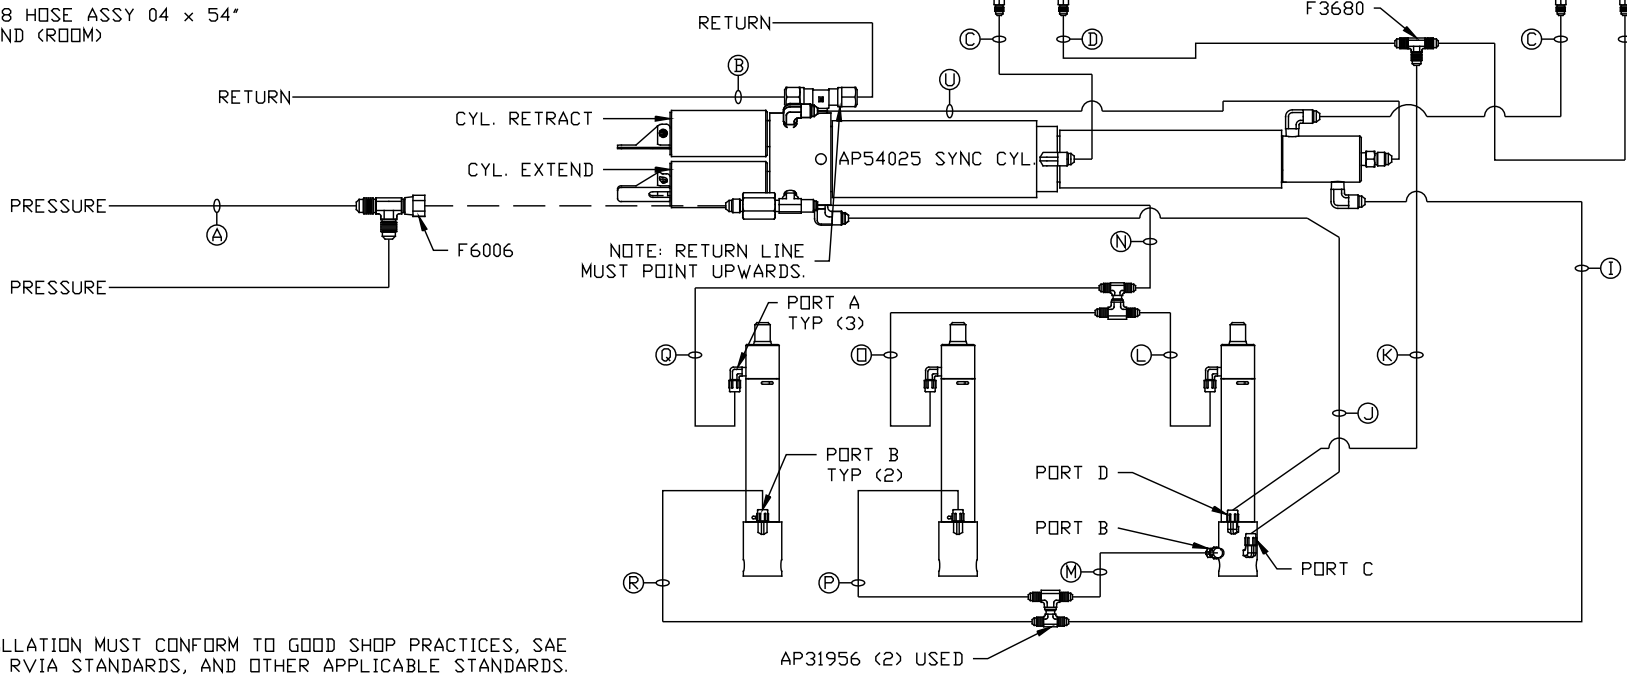 8 HOSE ASSY 04 x 54"
ND (ROOM)
RETURN
F3680
C
D
C
B
U
RETURN
CYL. RETRACT
CYL. EXTEND
AP54025 SYNC CYL.
PRESSURE
A
F6006
N
NOTE: RETURN LINE
MUST POINT UPWARDS.
I
PRESSURE
PORT A
TYP (3)
Q
O
L
K
J
PORT B
TYP (2)
PORT D
PORT B
PORT C
R
P
M
LLATION MUST CONFORM TO GOOD SHOP PRACTICES, SAE
RVIA STANDARDS, AND OTHER APPLICABLE STANDARDS.
AP31956 (2) USED